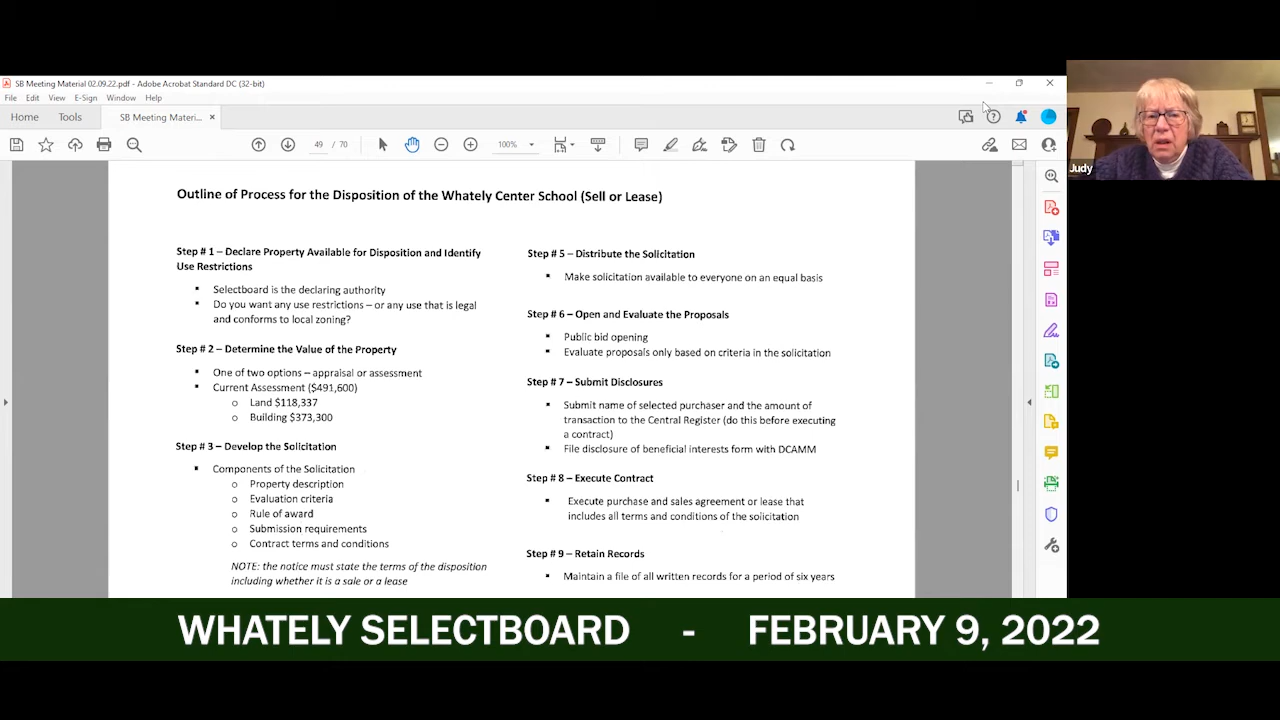 SB Meeting Material 02.09.22.pdf - Adobe Acrobat Standard DC (32-bit)
File Edit View E-Sign Window Help
Home Tools SB Meeting Materi... ×
49 / 70 100%
Judy
Outline of Process for the Disposition of the Whately Center School (Sell or Lease)
Step # 1 – Declare Property Available for Disposition and Identify
Use Restrictions
▪ Selectboard is the declaring authority
▪ Do you want any use restrictions – or any use that is legal
and conforms to local zoning?
Step # 2 – Determine the Value of the Property
▪ One of two options – appraisal or assessment
▪ Current Assessment ($491,600)
o Land $118,337
o Building $373,300
Step # 3 – Develop the Solicitation
▪ Components of the Solicitation
o Property description
o Evaluation criteria
o Rule of award
o Submission requirements
o Contract terms and conditions
NOTE: the notice must state the terms of the disposition
including whether it is a sale or a lease
Step # 5 – Distribute the Solicitation
▪ Make solicitation available to everyone on an equal basis
Step # 6 – Open and Evaluate the Proposals
▪ Public bid opening
▪ Evaluate proposals only based on criteria in the solicitation
Step # 7 – Submit Disclosures
▪ Submit name of selected purchaser and the amount of
transaction to the Central Register (do this before executing
a contract)
▪ File disclosure of beneficial interests form with DCAMM
Step # 8 – Execute Contract
▪ Execute purchase and sales agreement or lease that
includes all terms and conditions of the solicitation
Step # 9 – Retain Records
▪ Maintain a file of all written records for a period of six years
WHATELY SELECTBOARD - FEBRUARY 9, 2022